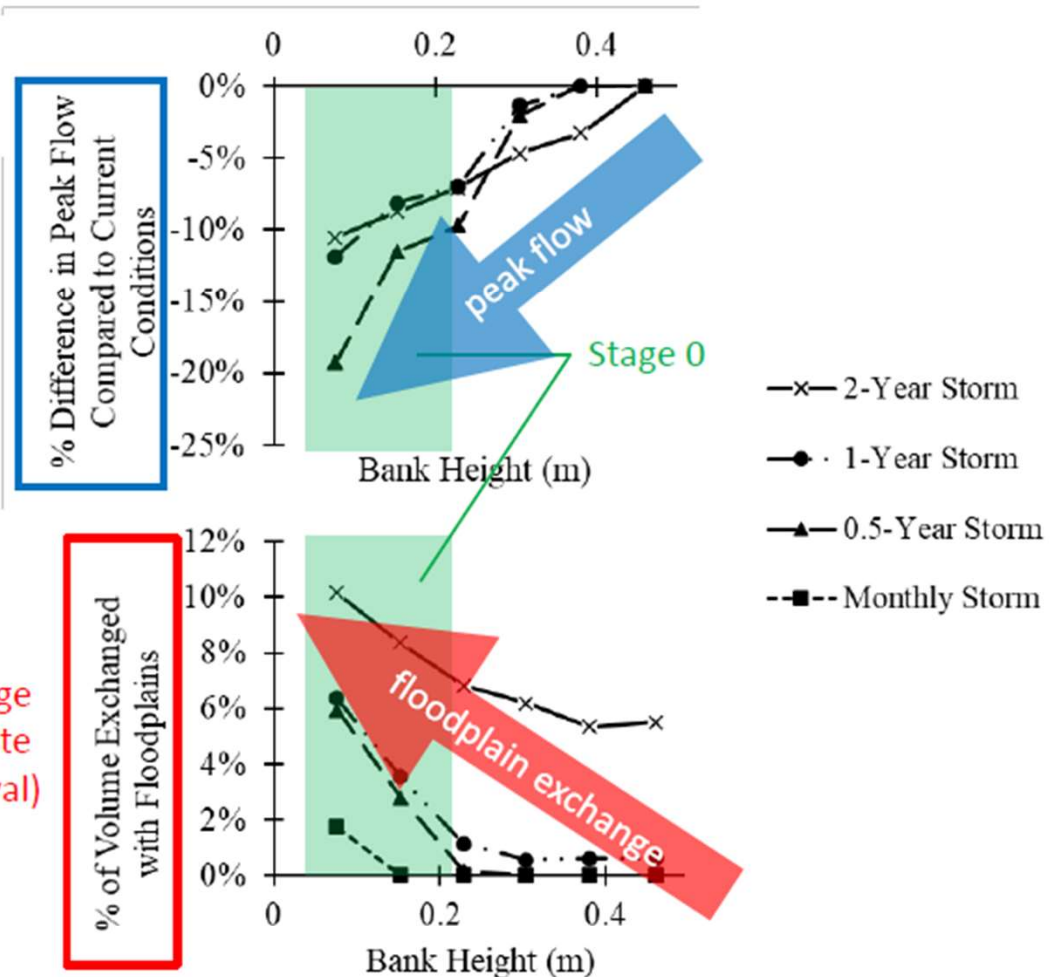 0 0.2 0.4
0%
-5%
-10%
-15%
-20%
-25%
% Difference in Peak Flow
Compared to Current
Conditions
peak flow
Stage 0
Bank Height (m)
2-Year Storm
1-Year Storm
0.5-Year Storm
Monthly Storm
12%
10%
8%
6%
4%
2%
0%
% of Volume Exchanged
with Floodplains
floodplain exchange
0 0.2 0.4
Bank Height (m)